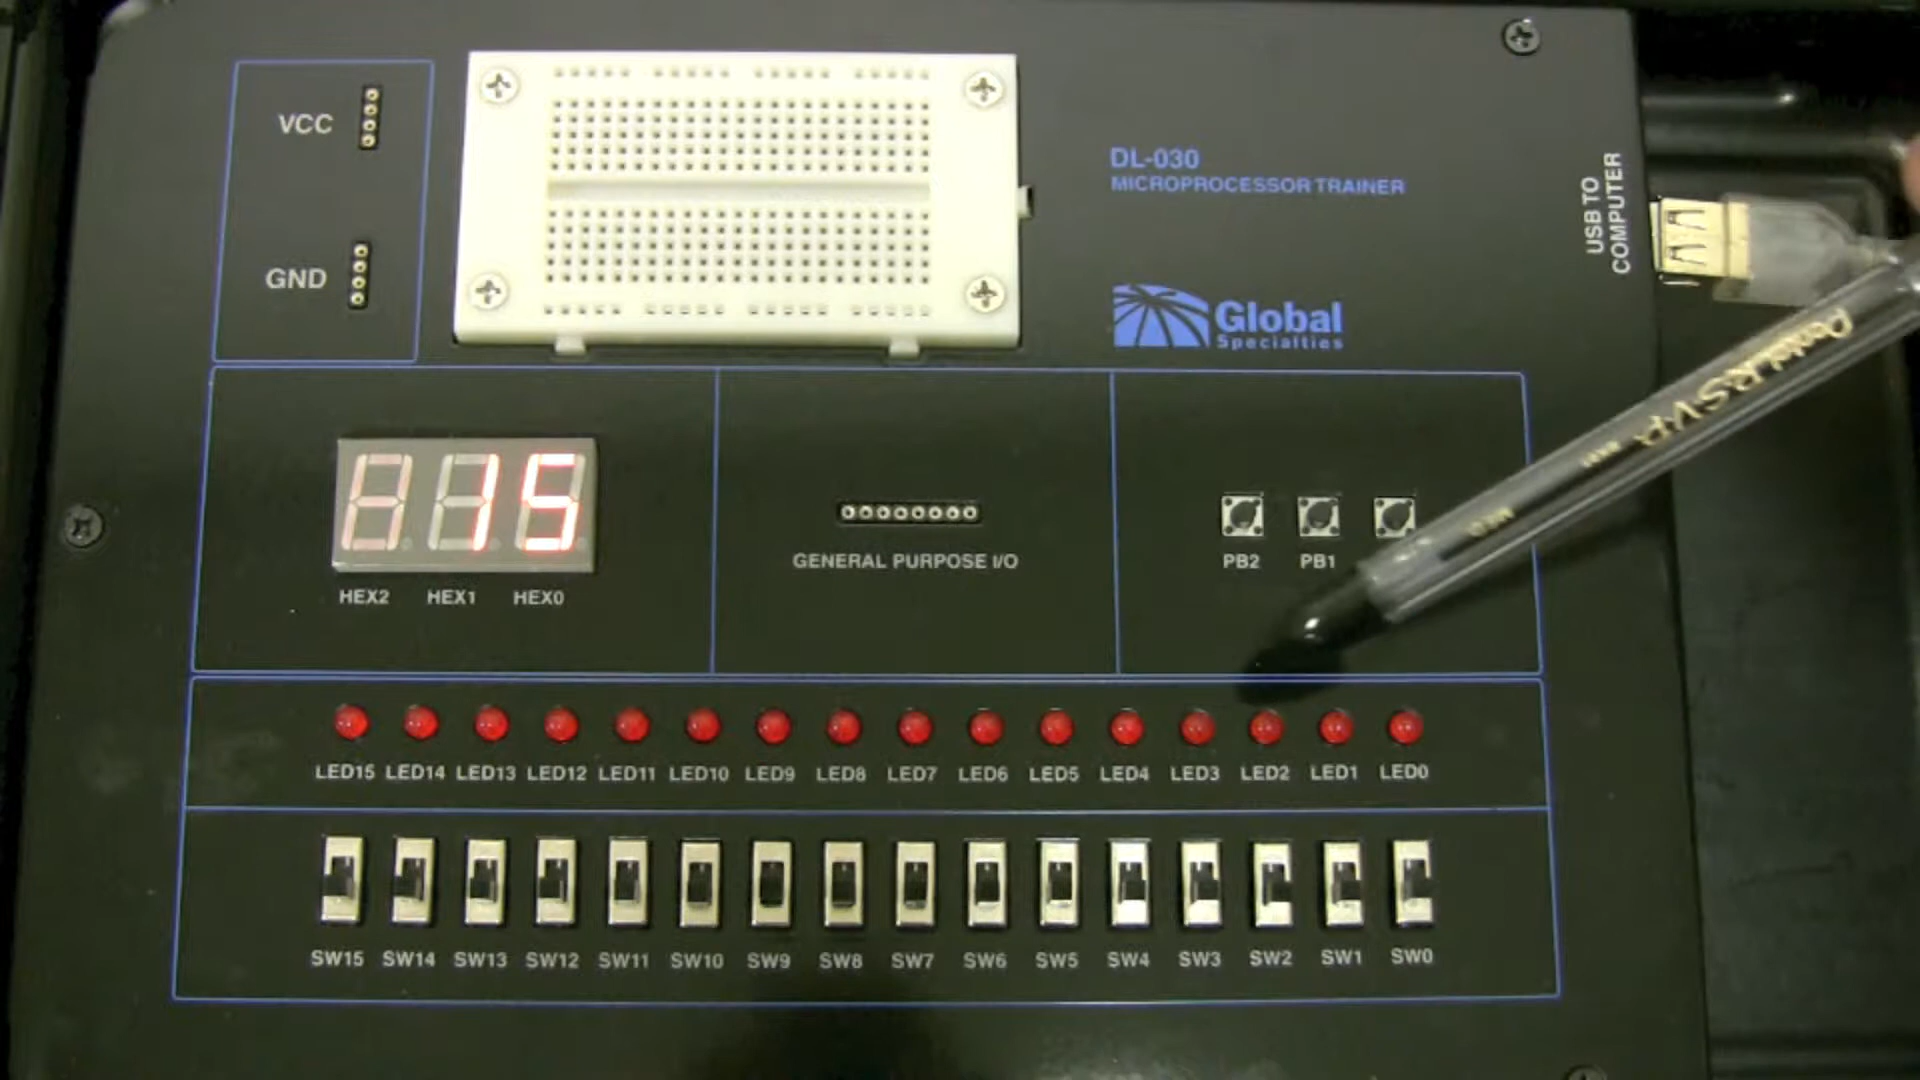 VCC
GND
DL-030
MICROPROCESSOR TRAINER
USB TO
COMPUTER
Global
Specialties
15
HEX2 HEX1 HEX0
GENERAL PURPOSE I/O
PB2 PB1
Pentel R.S.V.P.
LED15 LED14 LED13 LED12 LED11 LED10 LED9 LED8 LED7 LED6 LED5 LED4 LED3 LED2 LED1 LED0
SW15 SW14 SW13 SW12 SW11 SW10 SW9 SW8 SW7 SW6 SW5 SW4 SW3 SW2 SW1 SW0